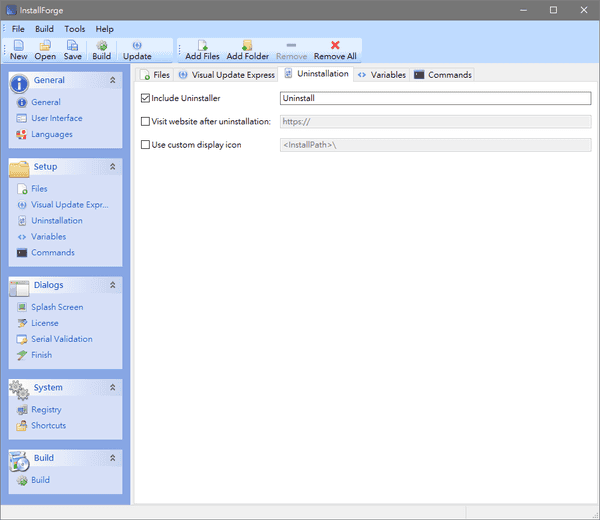 InstallForge
File Build Tools Help
New Open Save Build Update Add Files Add Folder Remove Remove All
General
General
User Interface
Languages
Setup
Files
Visual Update Expr...
Uninstallation
Variables
Commands
Dialogs
Splash Screen
License
Serial Validation
Finish
System
Registry
Shortcuts
Build
Build
Files Visual Update Express Uninstallation Variables Commands
Include Uninstaller Uninstall
Visit website after uninstallation: https://
Use custom display icon <InstallPath>\